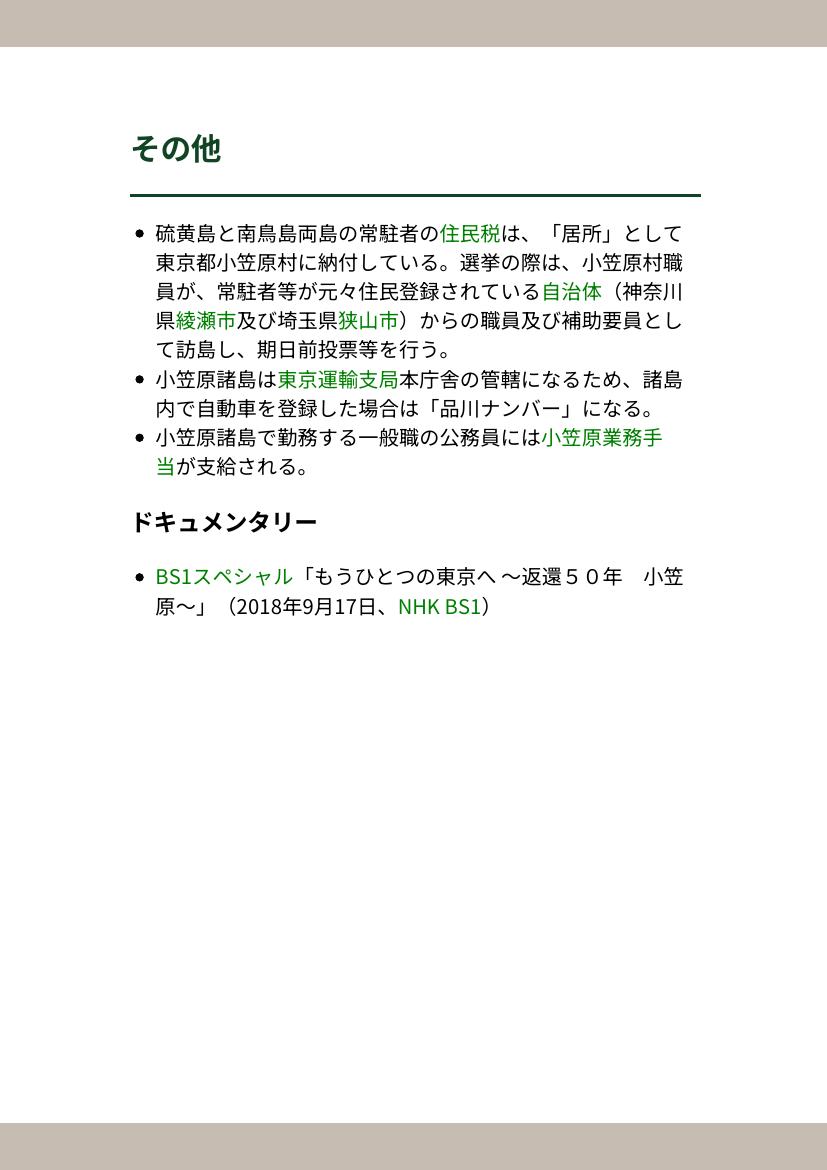 その他
• 硫黄島と南鳥島両島の常駐者の住民税は、「居所」として
東京都小笠原村に納付している。選挙の際は、小笠原村職
員が、常駐者等が元々住民登録されている自治体（神奈川
県綾瀬市及び埼玉県狭山市）からの職員及び補助要員とし
て訪島し、期日前投票等を行う。
• 小笠原諸島は東京運輸支局本庁舎の管轄になるため、諸島
内で自動車を登録した場合は「品川ナンバー」になる。
• 小笠原諸島で勤務する一般職の公務員には小笠原業務手
当が支給される。
ドキュメンタリー
• BS1スペシャル「もうひとつの東京へ ～返還５０年　小笠
原～」（2018年9月17日、NHK BS1）